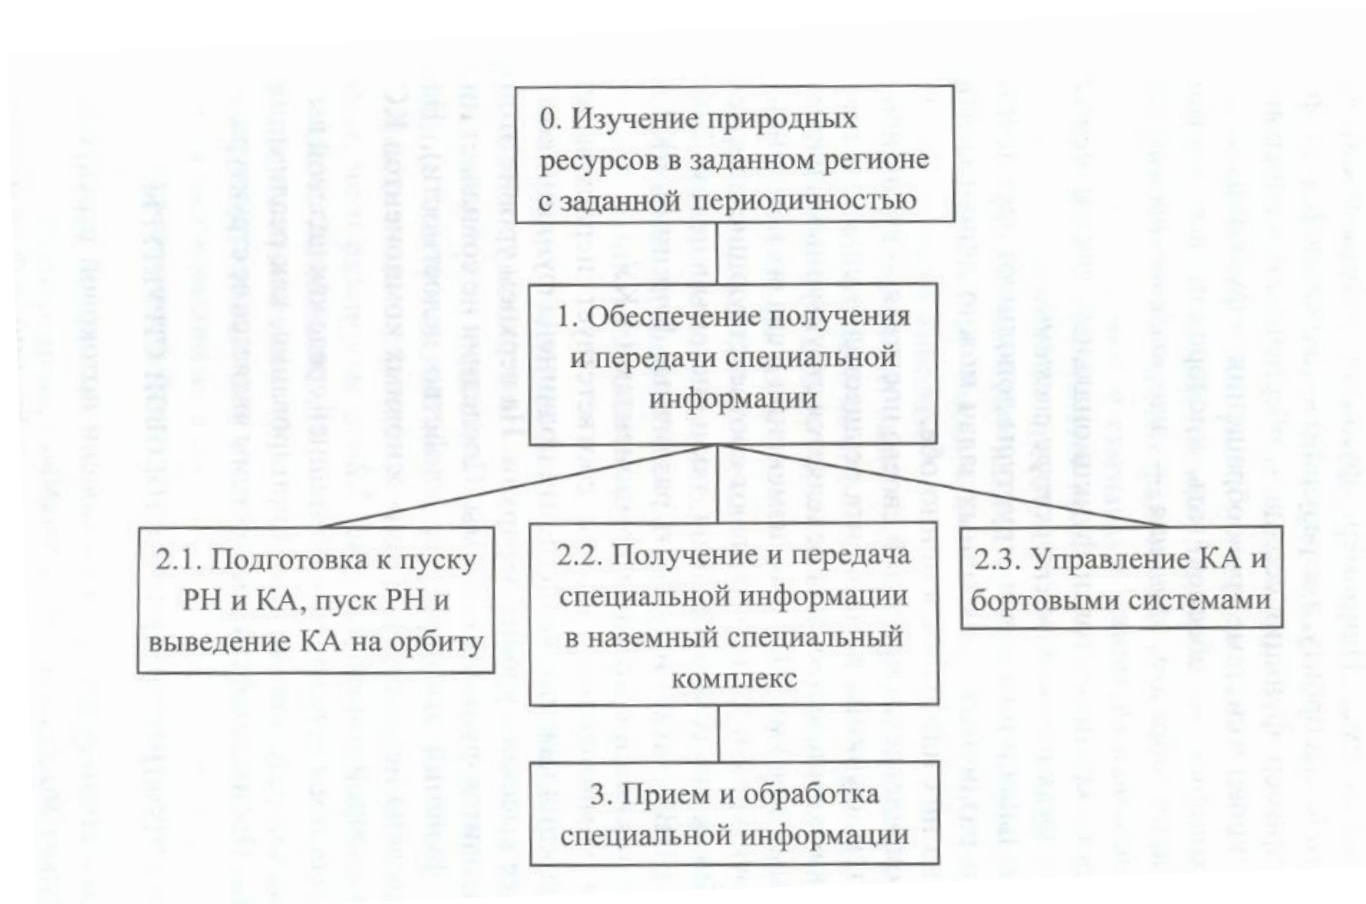 0. Изучение природных
ресурсов в заданном регионе
с заданной периодичностью
1. Обеспечение получения
и передачи специальной
информации
2.1. Подготовка к пуску
РН и КА, пуск РН и
выведение КА на орбиту
2.2. Получение и передача
специальной информации
в наземный специальный
комплекс
2.3. Управление КА и
бортовыми системами
3. Прием и обработка
специальной информации